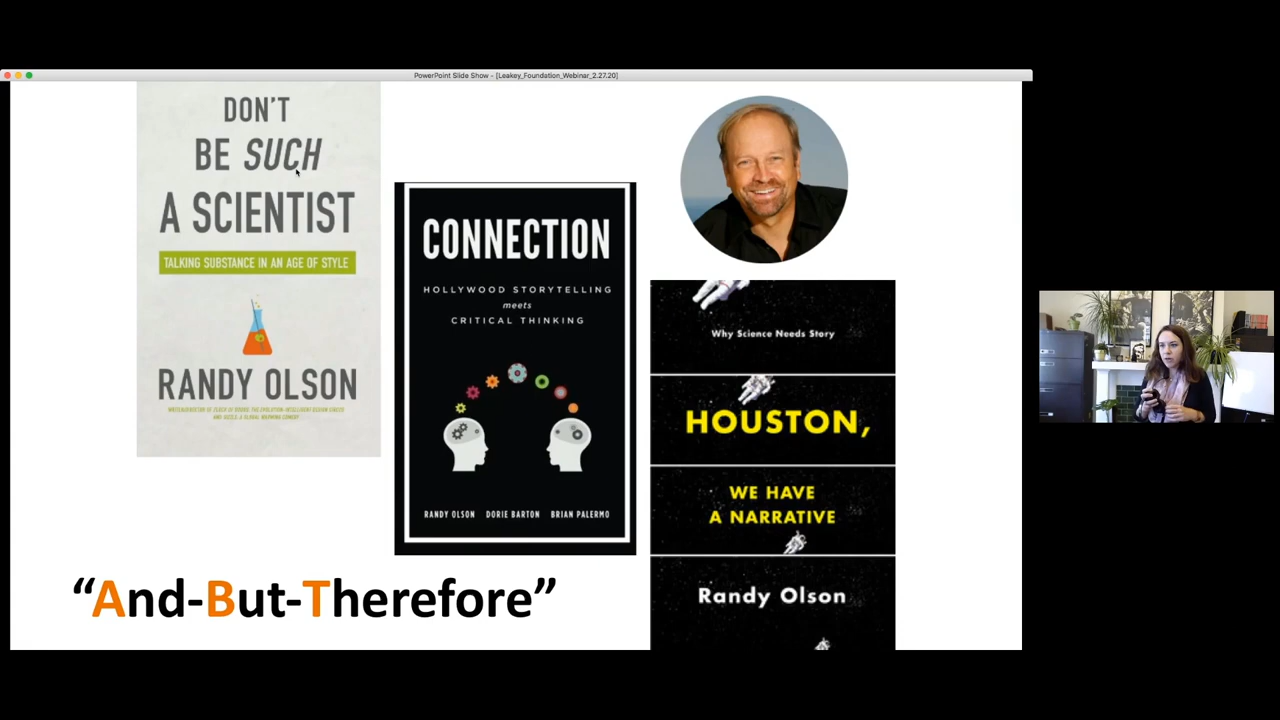 PowerPoint Slide Show - [Leakey_Foundation_Webinar_2.27.20]
DON'T
BE SUCH
A SCIENTIST
TALKING SUBSTANCE IN AN AGE OF STYLE
RANDY OLSON
CONNECTION
HOLLYWOOD STORYTELLING
meets
CRITICAL THINKING
RANDY OLSON DORIE BARTON BRIAN PALERMO
Why Science Needs Story
HOUSTON,
WE HAVE
A NARRATIVE
Randy Olson
“And-But-Therefore”